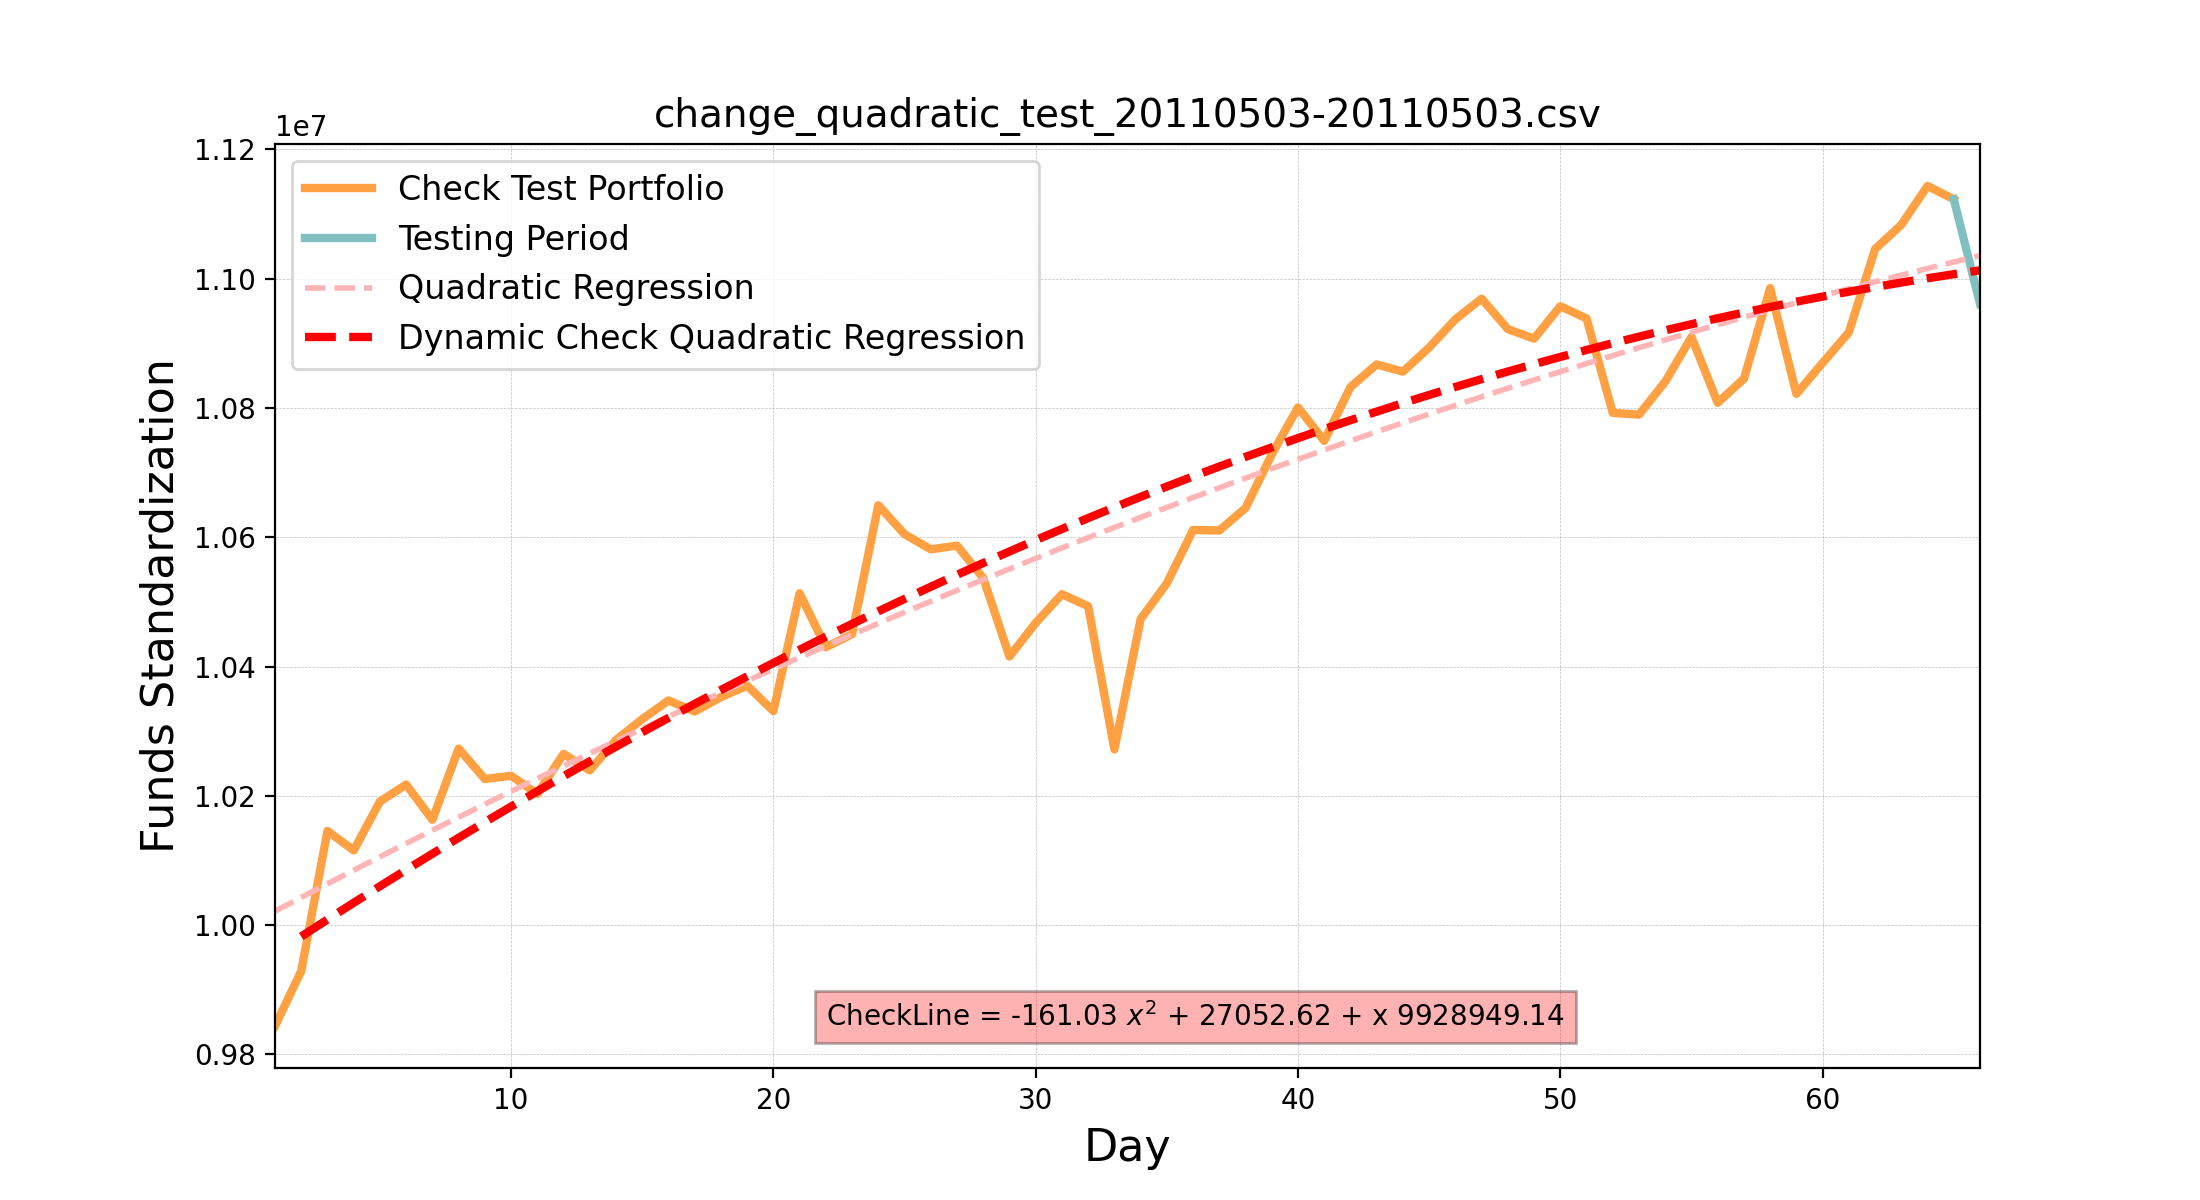 change_quadratic_test_20110503-20110503.csv
1e7
1.12
1.10
1.08
1.06
1.04
1.02
1.00
0.98
Funds Standardization
Check Test Portfolio
Testing Period
Quadratic Regression
Dynamic Check Quadratic Regression
CheckLine = -161.03 x² + 27052.62 + x 9928949.14
10 20 30 40 50 60
Day